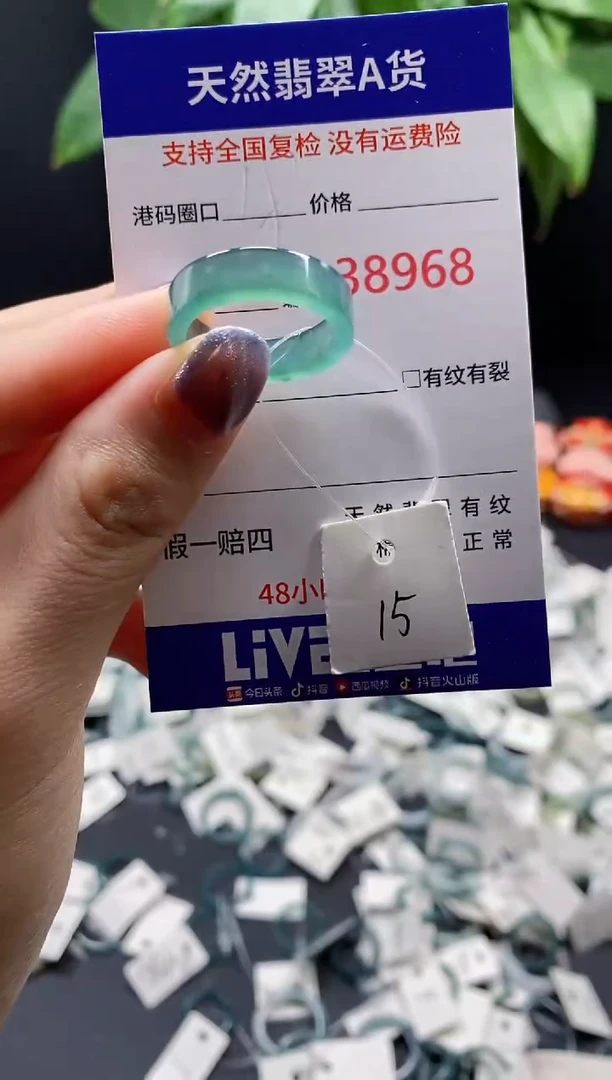 天然翡翠A货
支持全国复检 没有运费险
港码圈口 价格
38968
□有纹有裂
天然翡 有纹
假一赔四 正常
48小
15
LiVE
今日头条 抖音 西瓜视频 抖音火山版